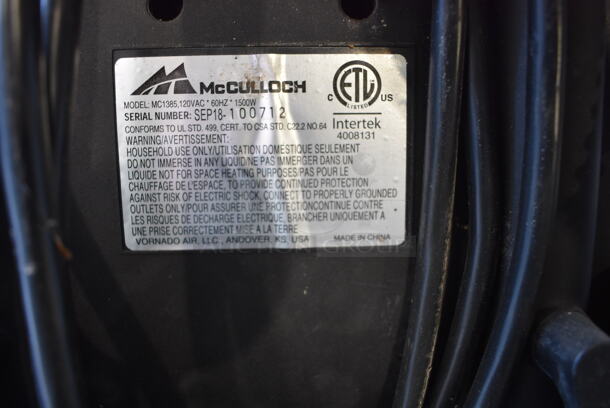 McCULLOCH
MODEL: MC1385,120VAC * 60HZ * 1500W
SERIAL NUMBER: SEP18-100712
CONFORMS TO UL STD. 499, CERT. TO CSA STD. C22.2 NO.64
WARNING/AVERTISSEMENT:
HOUSEHOLD USE ONLY/UTILISATION DOMESTIQUE SEULEMENT
DO NOT IMMERSE IN ANY LIQUID/NE PAS IMMERGER DANS UN
LIQUIDE NOT FOR SPACE HEATING PURPOSES/PAS POUR LE
CHAUFFAGE DE L'ESPACE, TO PROVIDE CONTINUED PROTECTION
AGAINST RISK OF ELECTRIC SHOCK, CONNECT TO PROPERLY GROUNDED
OUTLETS ONLY/POUR ASSURER UNE PROTECTIONCONTINUE CONTRE
LES RISQUES DE DECHARGE ELECTRIQUE, BRANCHER UNIQUEMENT A
UNE PRISE CORRECTEMENT MISE A LA TERRE
VORNADO AIR, LLC., ANDOVER, KS, USA MADE IN CHINA
C ETL US
LISTED
Intertek
4008131